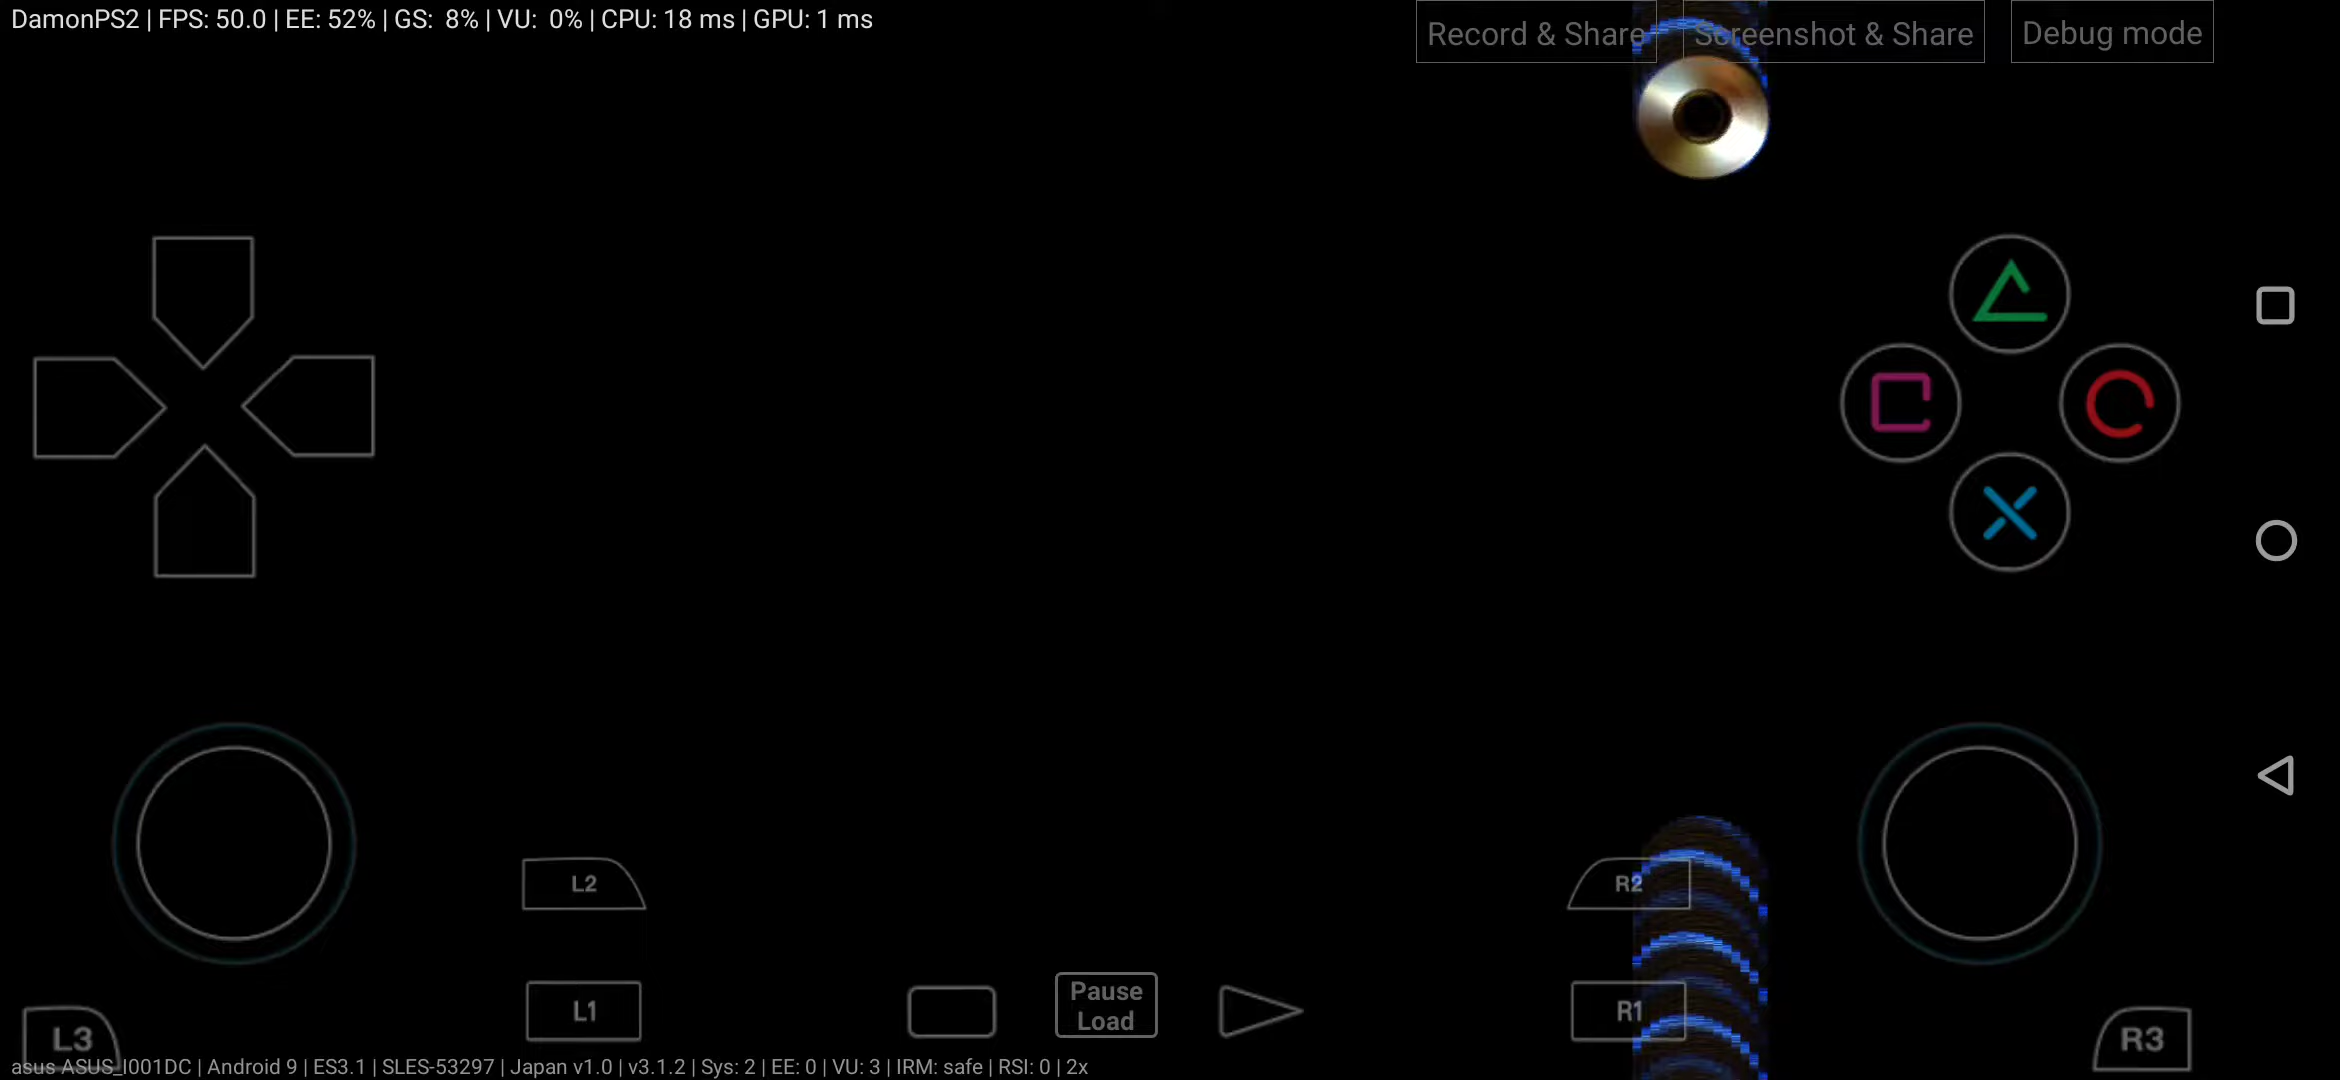 DamonPS2 | FPS: 50.0 | EE: 52% | GS:  8% | VU:  0% | CPU: 18 ms | GPU: 1 ms
Record & Share
Screenshot & Share
Debug mode
L2
R2
L1
Pause
Load
R1
L3
R3
asus ASUS_I001DC | Android 9 | ES3.1 | SLES-53297 | Japan v1.0 | v3.1.2 | Sys: 2 | EE: 0 | VU: 3 | IRM: safe | RSI: 0 | 2x